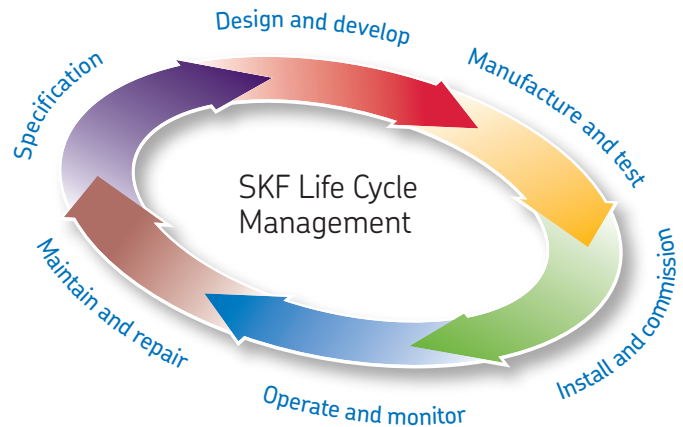 Design and develop
Manufacture and test
Specification
SKF Life Cycle
Management
Install and commission
Maintain and repair
Operate and monitor